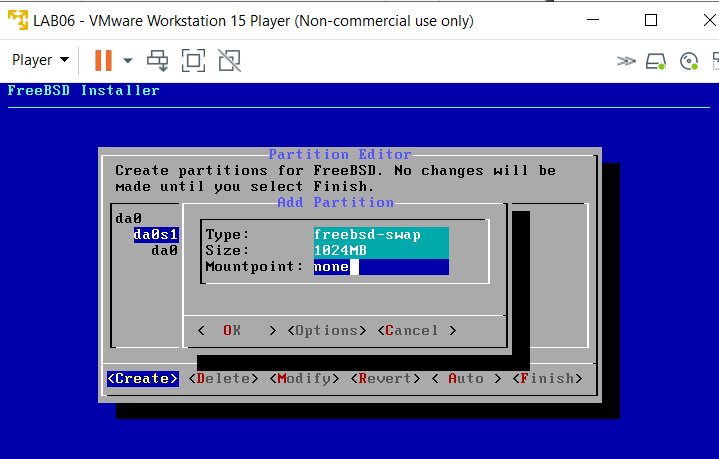 LAB06 - VMware Workstation 15 Player (Non-commercial use only)
Player
FreeBSD Installer
Partition Editor
Create partitions for FreeBSD. No changes will be
made until you select Finish.
Add Partition
da0
da0s1
da0
Type: freebsd-swap
Size: 1024MB
Mountpoint: none
< OK > <Options> <Cancel >
<Create> <Delete> <Modify> <Revert> < Auto > <Finish>